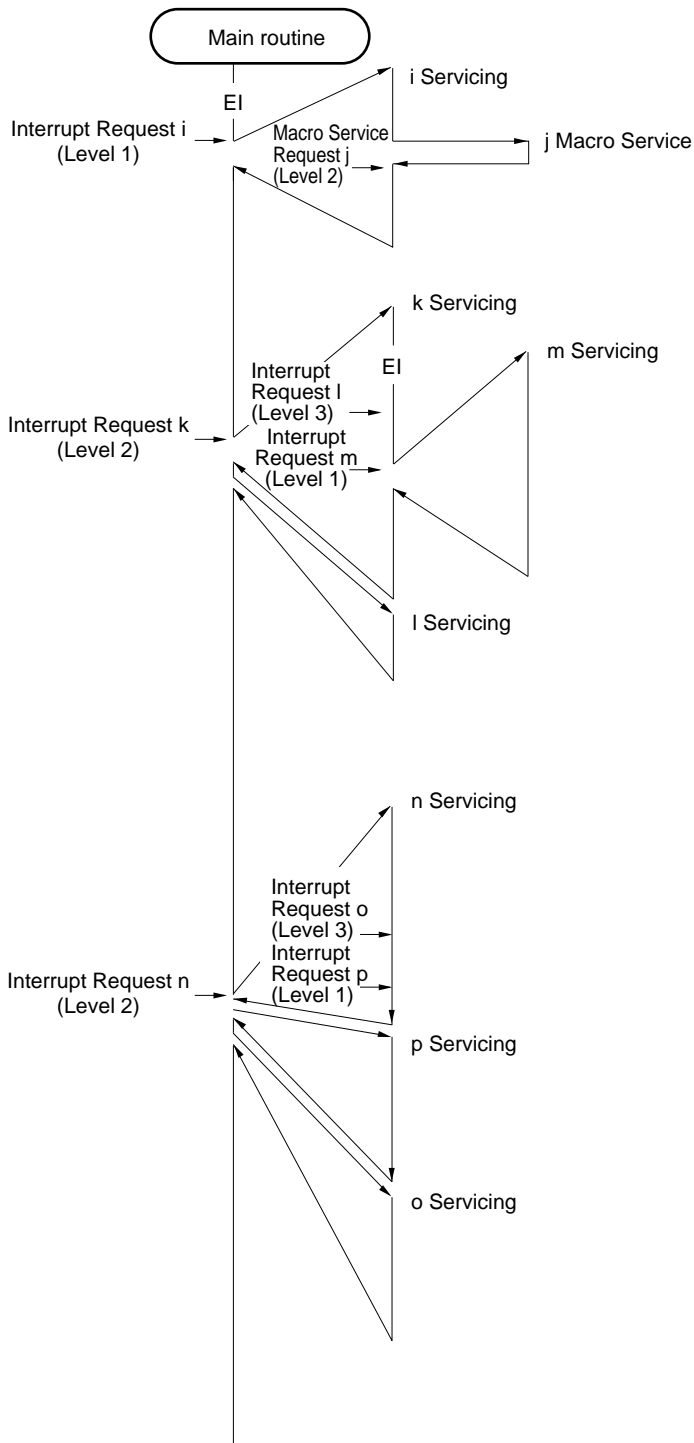 Main routine
i Servicing
EI
Interrupt Request i
(Level 1)
Macro Service
Request j
(Level 2)
j Macro Service
k Servicing
m Servicing
EI
Interrupt
Request l
(Level 3)
Interrupt Request k
(Level 2)
Interrupt
Request m
(Level 1)
l Servicing
n Servicing
Interrupt
Request o
(Level 3)
Interrupt
Request p
(Level 1)
Interrupt Request n
(Level 2)
p Servicing
o Servicing